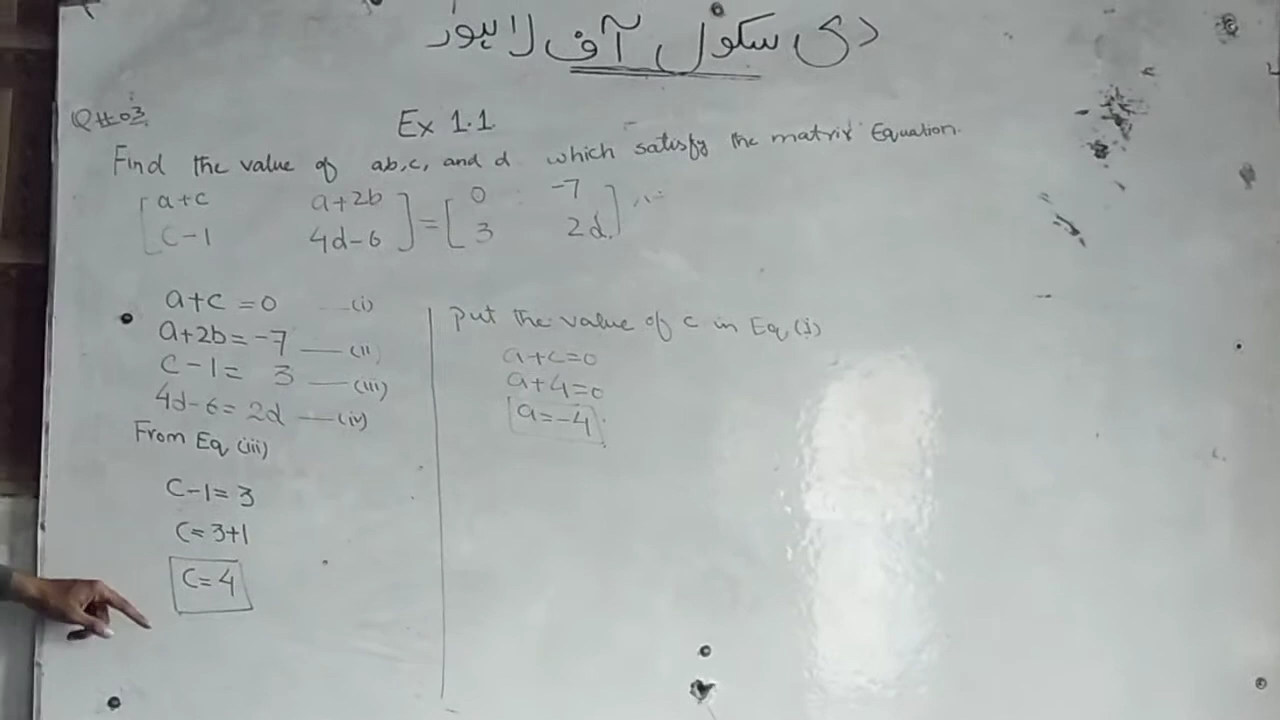 دی سکول آف لاہور
Q#03
Ex 1.1
Find the value of ab,c, and d which satisfy the matrix Equation.
[a+c a+2b] = [0 -7]
[c-1 4d-6] [3 2d]
a+c=0 —(i)
a+2b=-7 —(ii)
c-1= 3 —(iii)
4d-6=2d —(iv)
From Eq (iii)
c-1=3
c=3+1
c=4
put the value of c in Eq (i)
a+c=0
a+4=0
a=-4